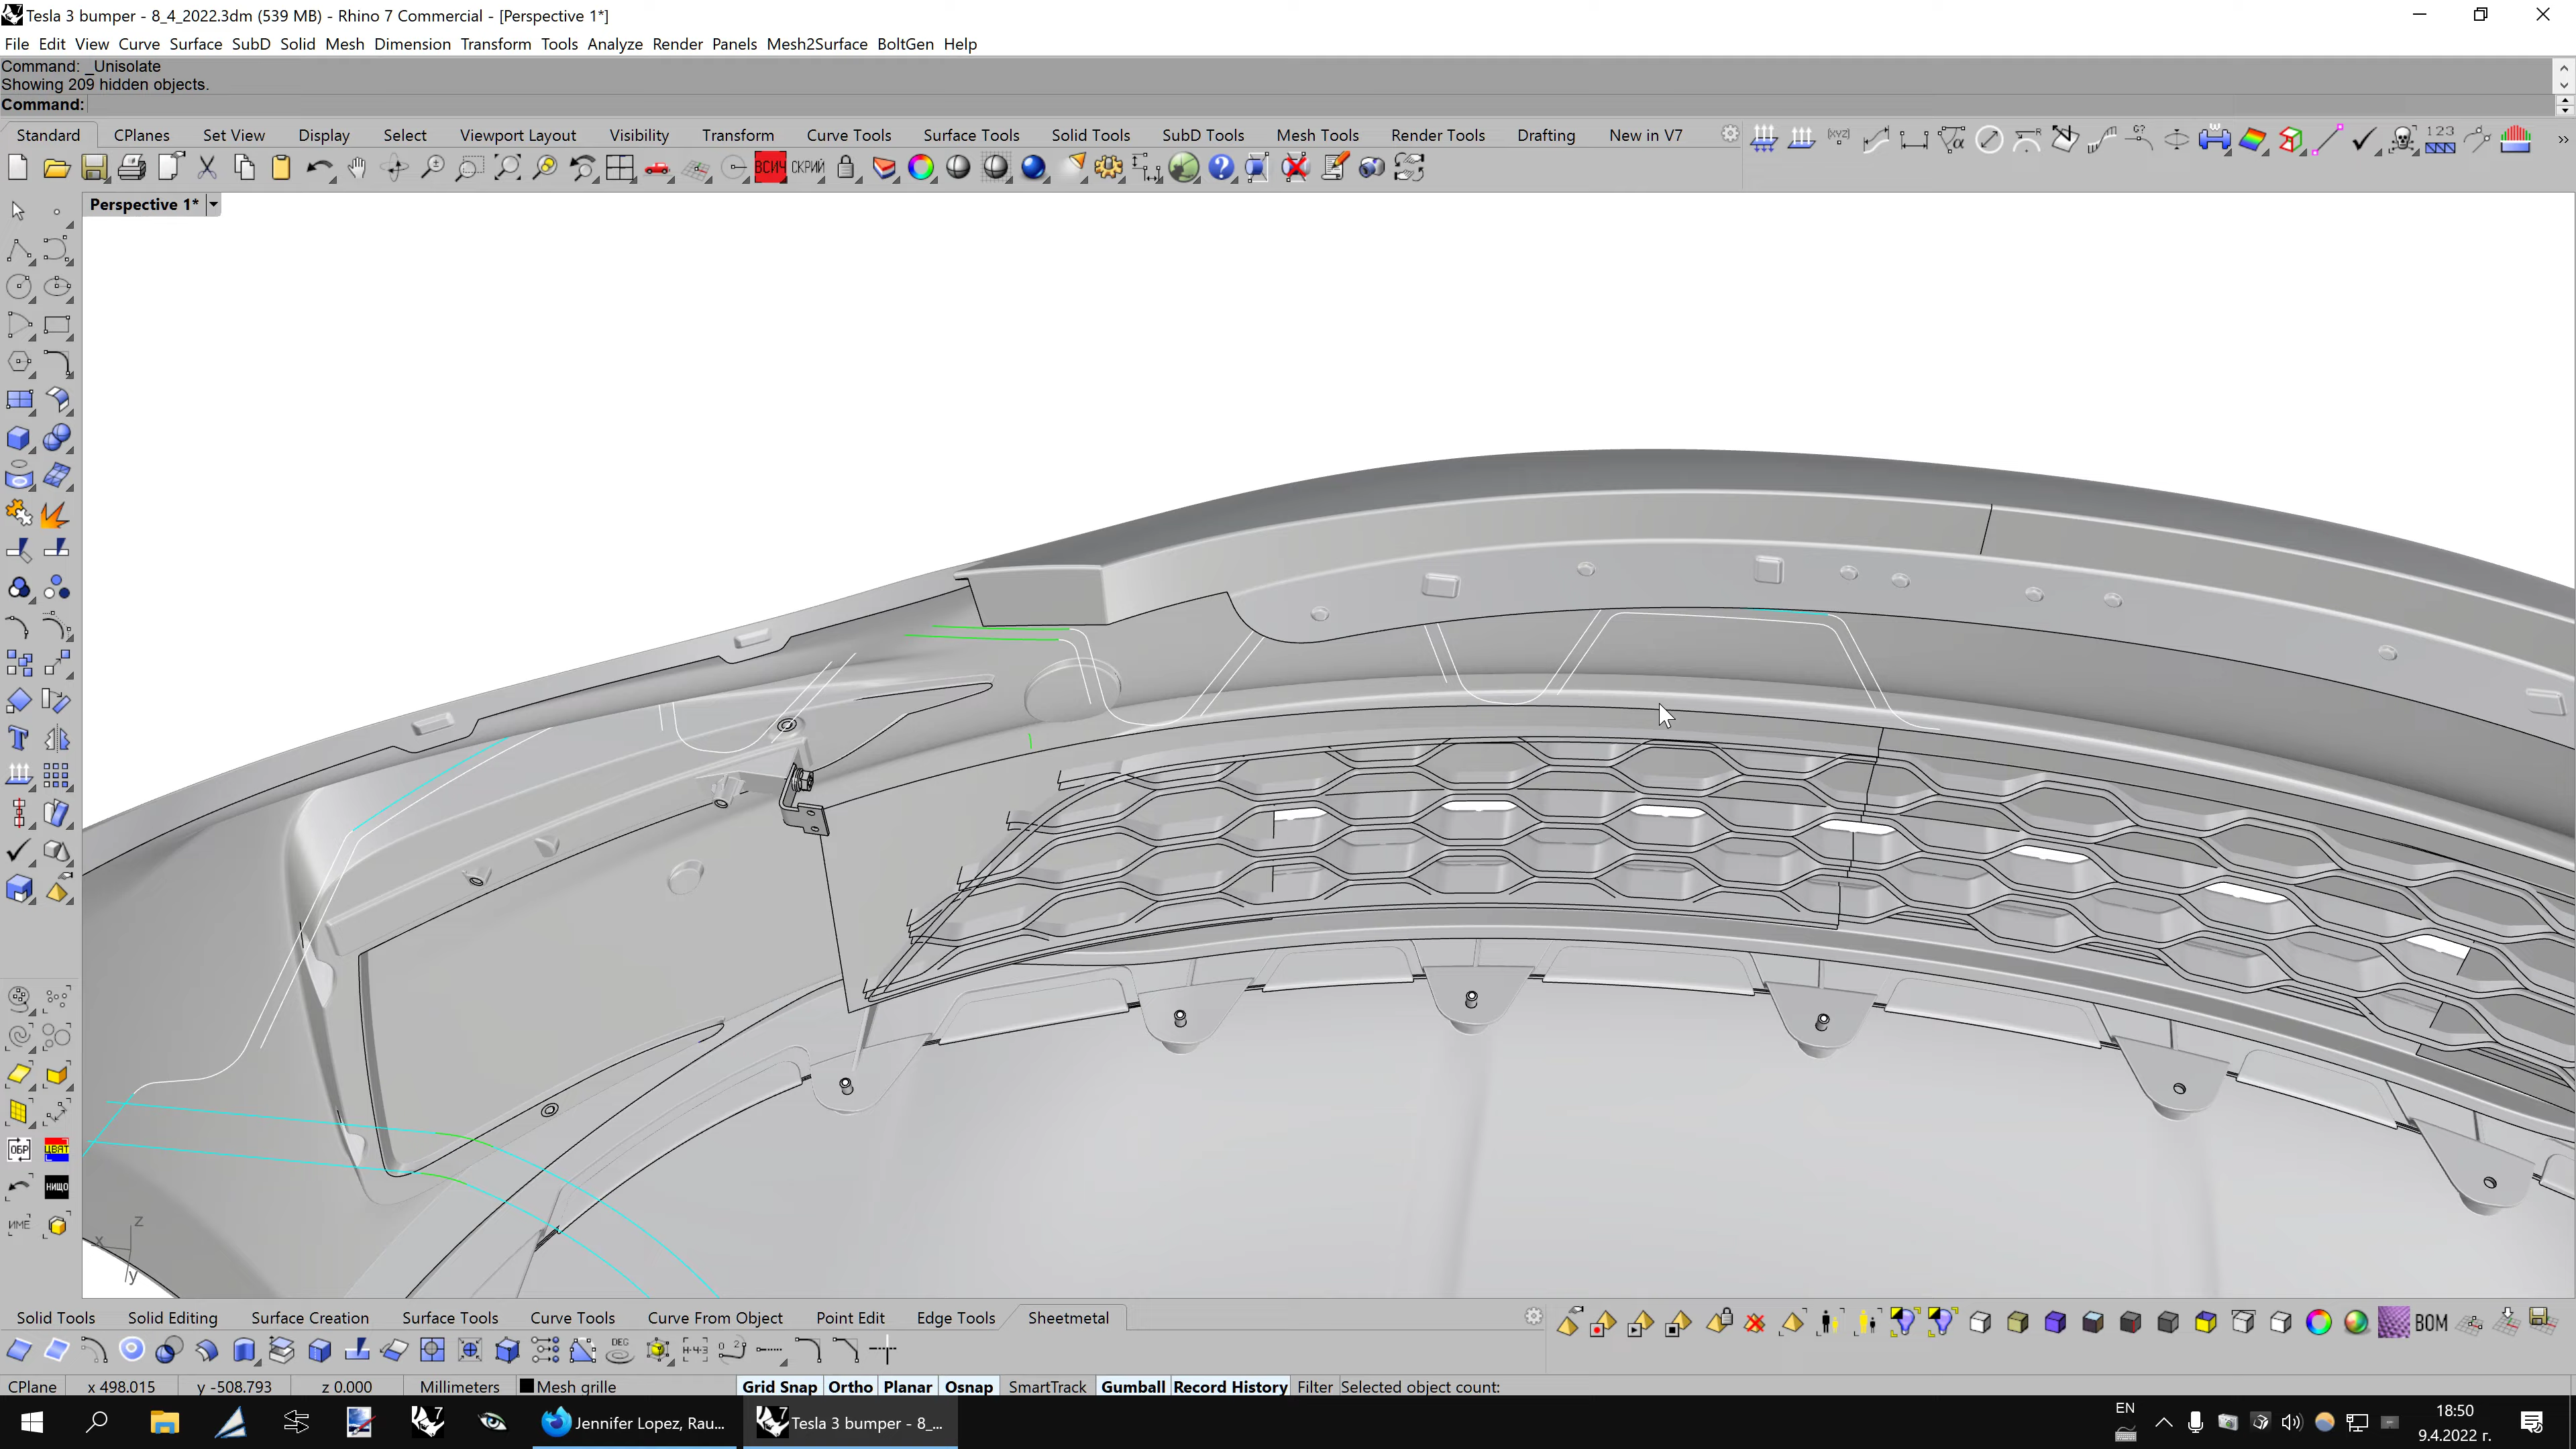 Tesla 3 bumper - 8_4_2022.3dm (539 MB) - Rhino 7 Commercial - [Perspective 1*]
File Edit View Curve Surface SubD Solid Mesh Dimension Transform Tools Analyze Render Panels Mesh2Surface BoltGen Help
Command: _Unisolate
Showing 209 hidden objects.
Command:
Standard CPlanes Set View Display Select Viewport Layout Visibility Transform Curve Tools Surface Tools Solid Tools SubD Tools Mesh Tools Render Tools Drafting New in V7
ВСИЧ СКРИЙ
Perspective 1*
ОБР ЦВЯТ
НИЩО
ИМЕ
z
x
y
Solid Tools Solid Editing Surface Creation Surface Tools Curve Tools Curve From Object Point Edit Edge Tools Sheetmetal
BOM
DEG
CPlane x 498.015 y -508.793 z 0.000 Millimeters Mesh grille Grid Snap Ortho Planar Osnap SmartTrack Gumball Record History Filter Selected object count:
Jennifer Lopez, Rau... Tesla 3 bumper - 8_...
EN
18:50
9.4.2022 г.